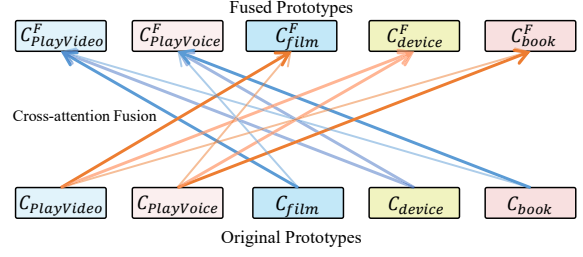 Fused Prototypes
C^F_PlayVideo C^F_PlayVoice C^F_film C^F_device C^F_book
Cross-attention Fusion
C_PlayVideo C_PlayVoice C_film C_device C_book
Original Prototypes